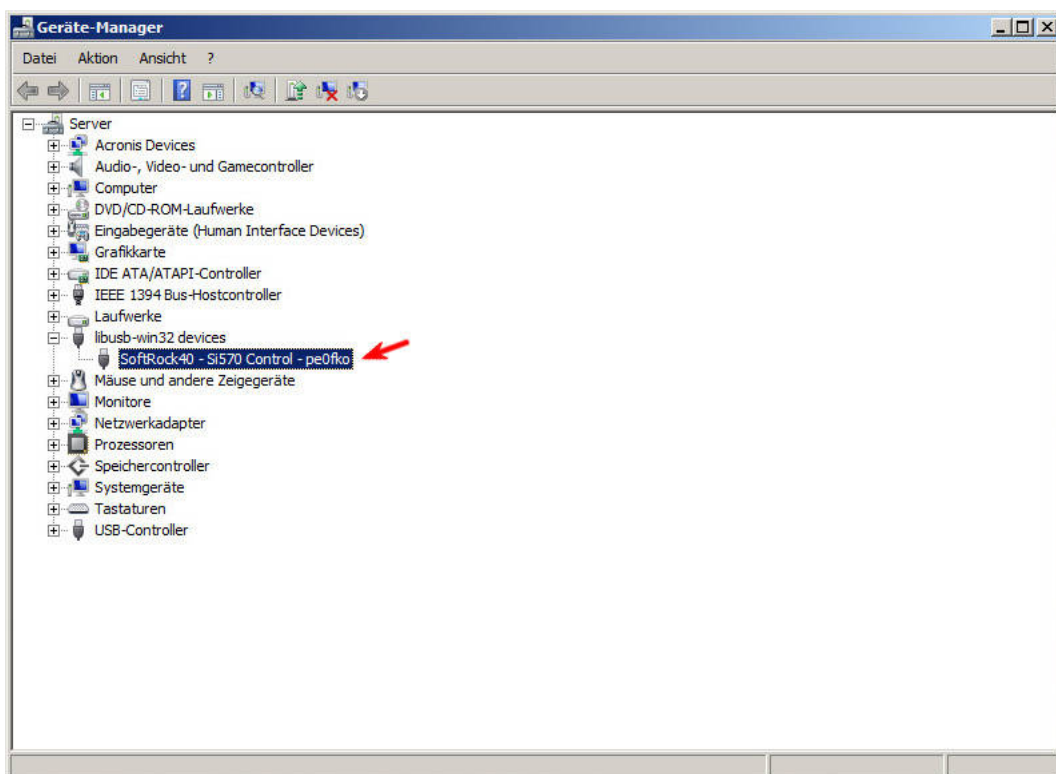 Geräte-Manager
Datei Aktion Ansicht ?
Server
Acronis Devices
Audio-, Video- und Gamecontroller
Computer
DVD/CD-ROM-Laufwerke
Eingabegeräte (Human Interface Devices)
Grafikkarte
IDE ATA/ATAPI-Controller
IEEE 1394 Bus-Hostcontroller
Laufwerke
libusb-win32 devices
SoftRock40 - Si570 Control - pe0fko
Mäuse und andere Zeigegeräte
Monitore
Netzwerkadapter
Prozessoren
Speichercontroller
Systemgeräte
Tastaturen
USB-Controller